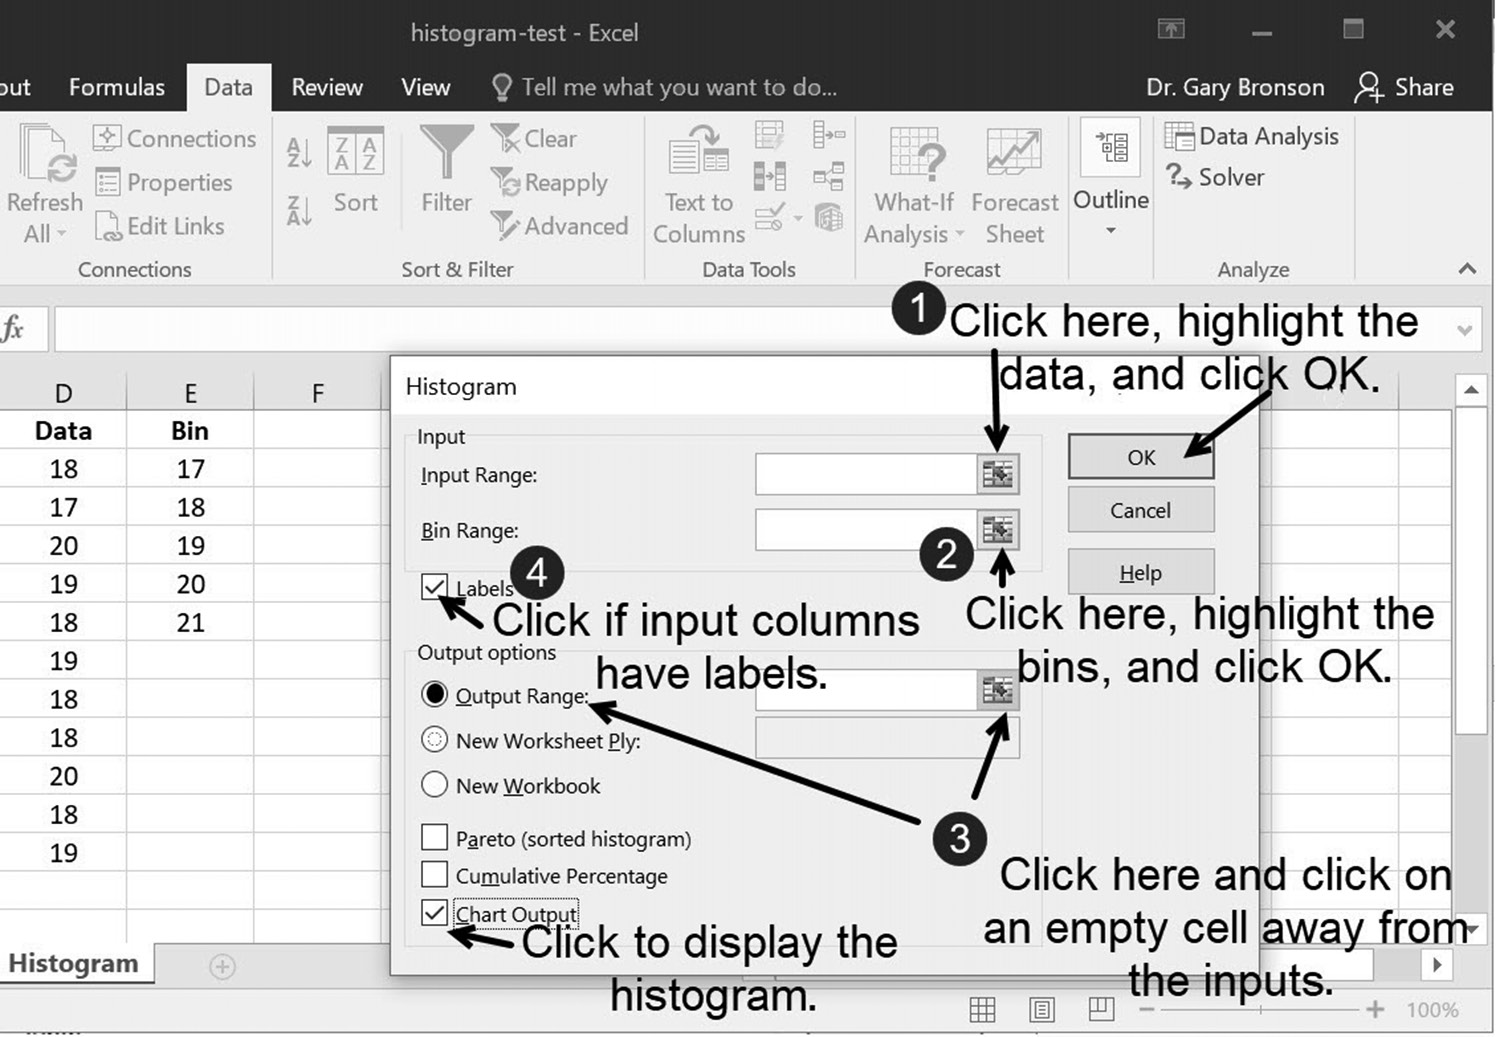 histogram-test - Excel
out Formulas Data Review View Tell me what you want to do... Dr. Gary Bronson Share
Connections
Properties
Edit Links
Refresh
All
Connections
A
Z
Z
A
Z A
A Z
Sort
Filter
Clear
Reapply
Advanced
Sort & Filter
Text to
Columns
Data Tools
What-If
Analysis
Forecast
Sheet
Forecast
Outline
Data Analysis
Solver
Analyze
fx
D E F
Data Bin
18 17
17 18
20 19
19 20
18 21
19
18
18
20
18
19
Histogram
Input
Input Range:
Bin Range:
Labels
Output options
Output Range:
New Worksheet Ply:
New Workbook
Pareto (sorted histogram)
Cumulative Percentage
Chart Output
OK
Cancel
Help
1
Click here, highlight the
data, and click OK.
2
Click here, highlight the
bins, and click OK.
3
Click here and click on
an empty cell away from
the inputs.
4
Click if input columns
have labels.
Click to display the
histogram.
Histogram
100%